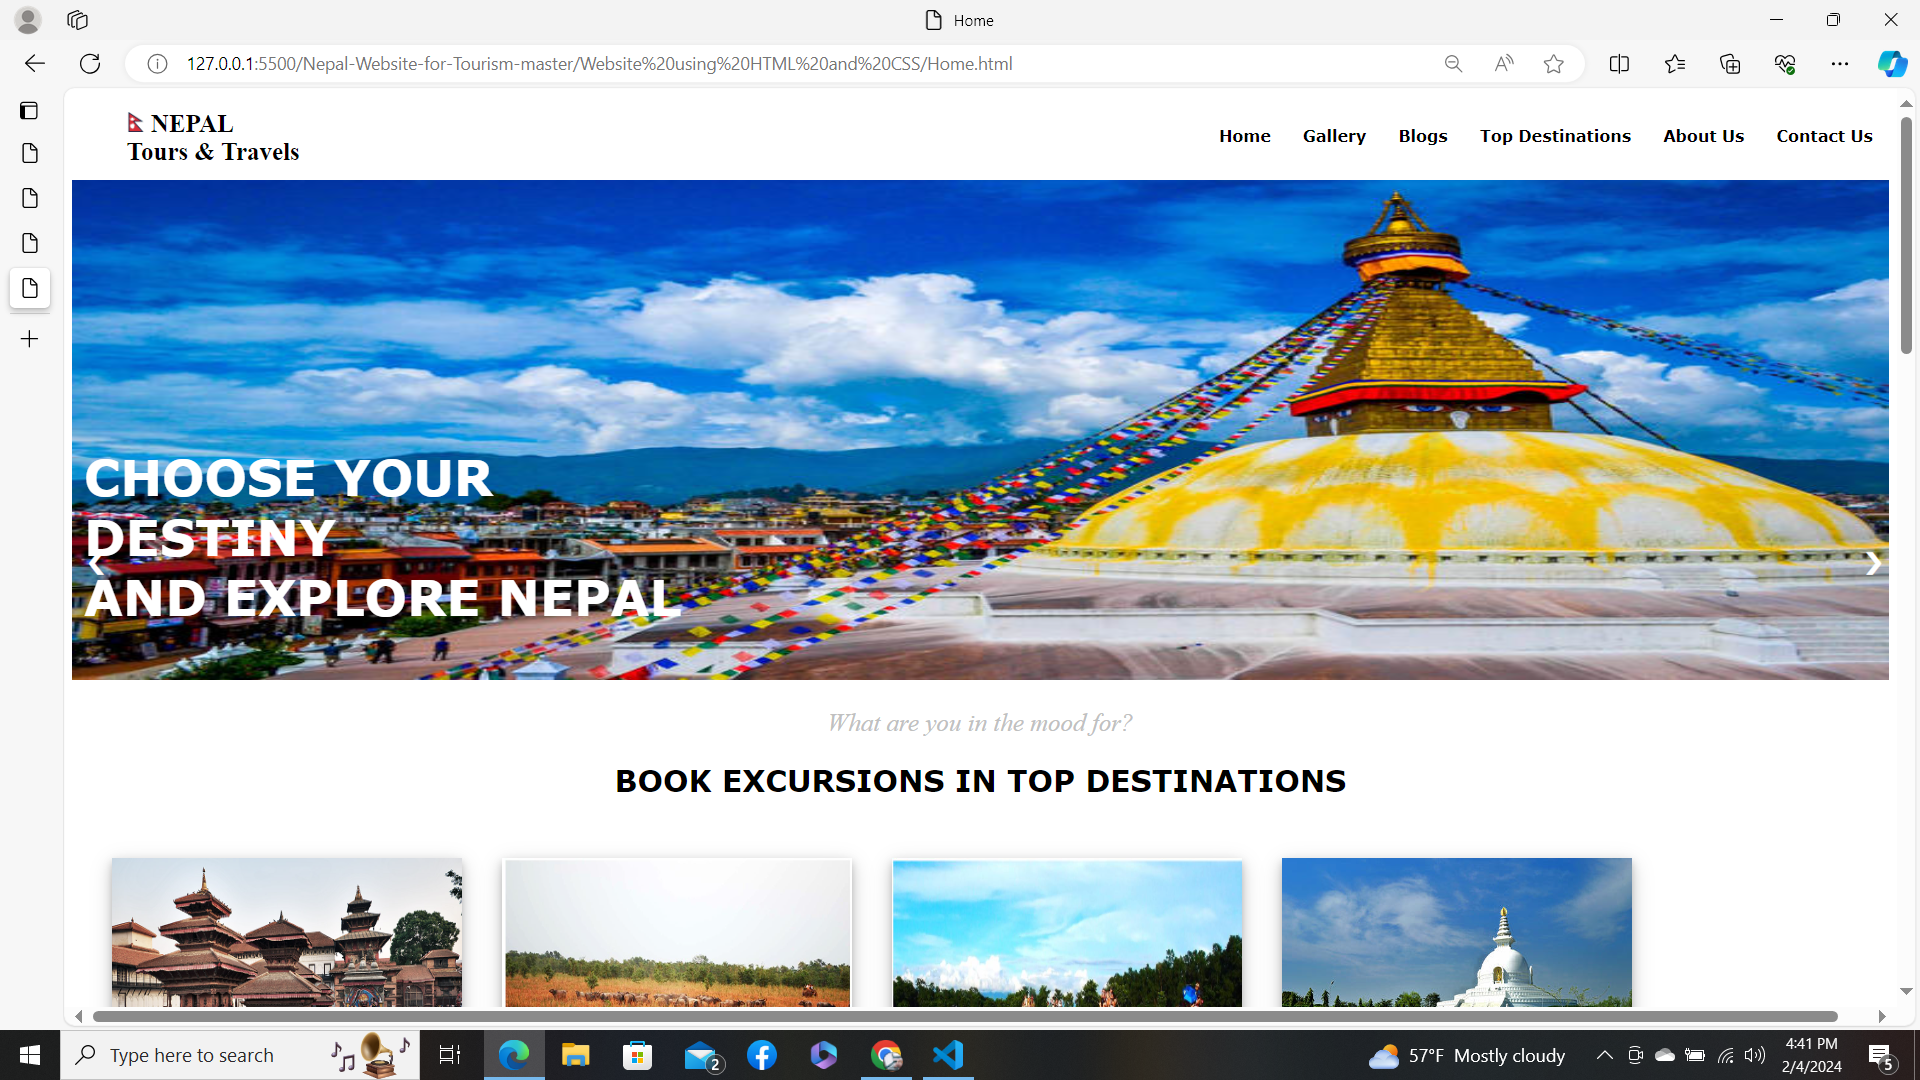 Home
127.0.0.1:5500/Nepal-Website-for-Tourism-master/Website%20using%20HTML%20and%20CSS/Home.html
NEPAL
Tours & Travels
Home Gallery Blogs Top Destinations About Us Contact Us
CHOOSE YOUR
DESTINY
AND EXPLORE NEPAL
What are you in the mood for?
BOOK EXCURSIONS IN TOP DESTINATIONS
Type here to search
2
57°F Mostly cloudy
4:41 PM
2/4/2024
5